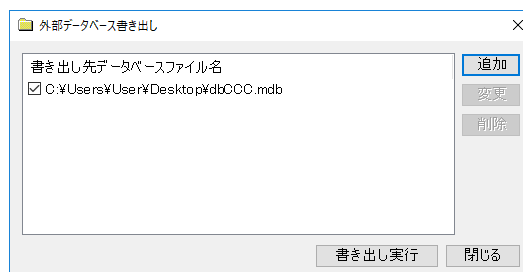 外部データベース書き出し
書き出し先データベースファイル名
C:¥Users¥User¥Desktop¥dbCCC.mdb
追加
変更
削除
書き出し実行
閉じる